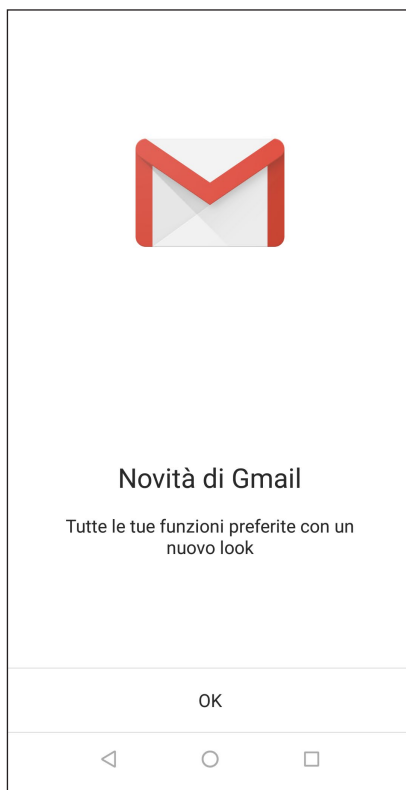 Novità di Gmail
Tutte le tue funzioni preferite con un
nuovo look
OK